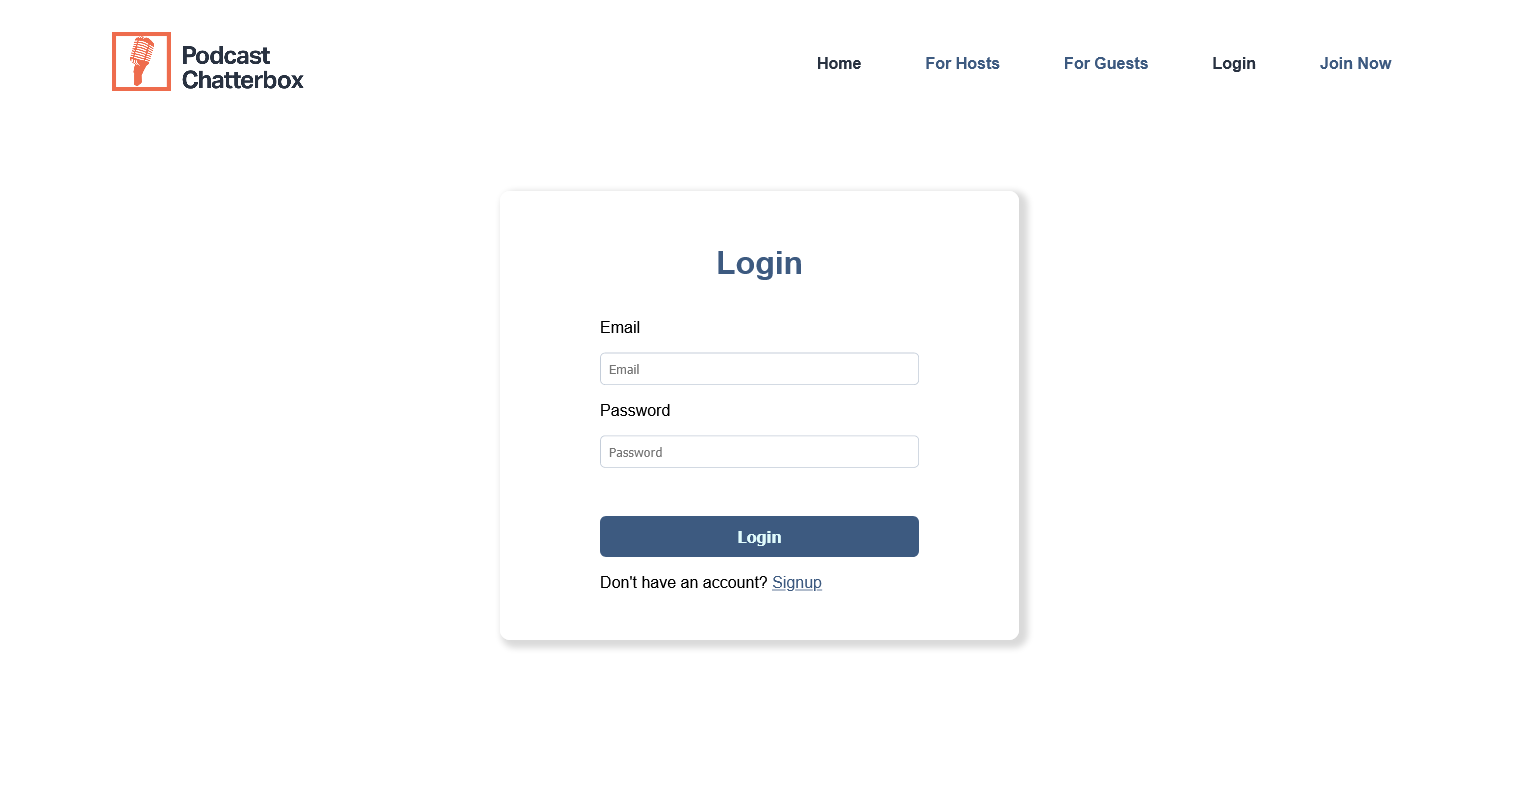 Podcast
Chatterbox
Home For Hosts For Guests Login Join Now
Login
Email
Email
Password
Password
Login
Don't have an account? Signup